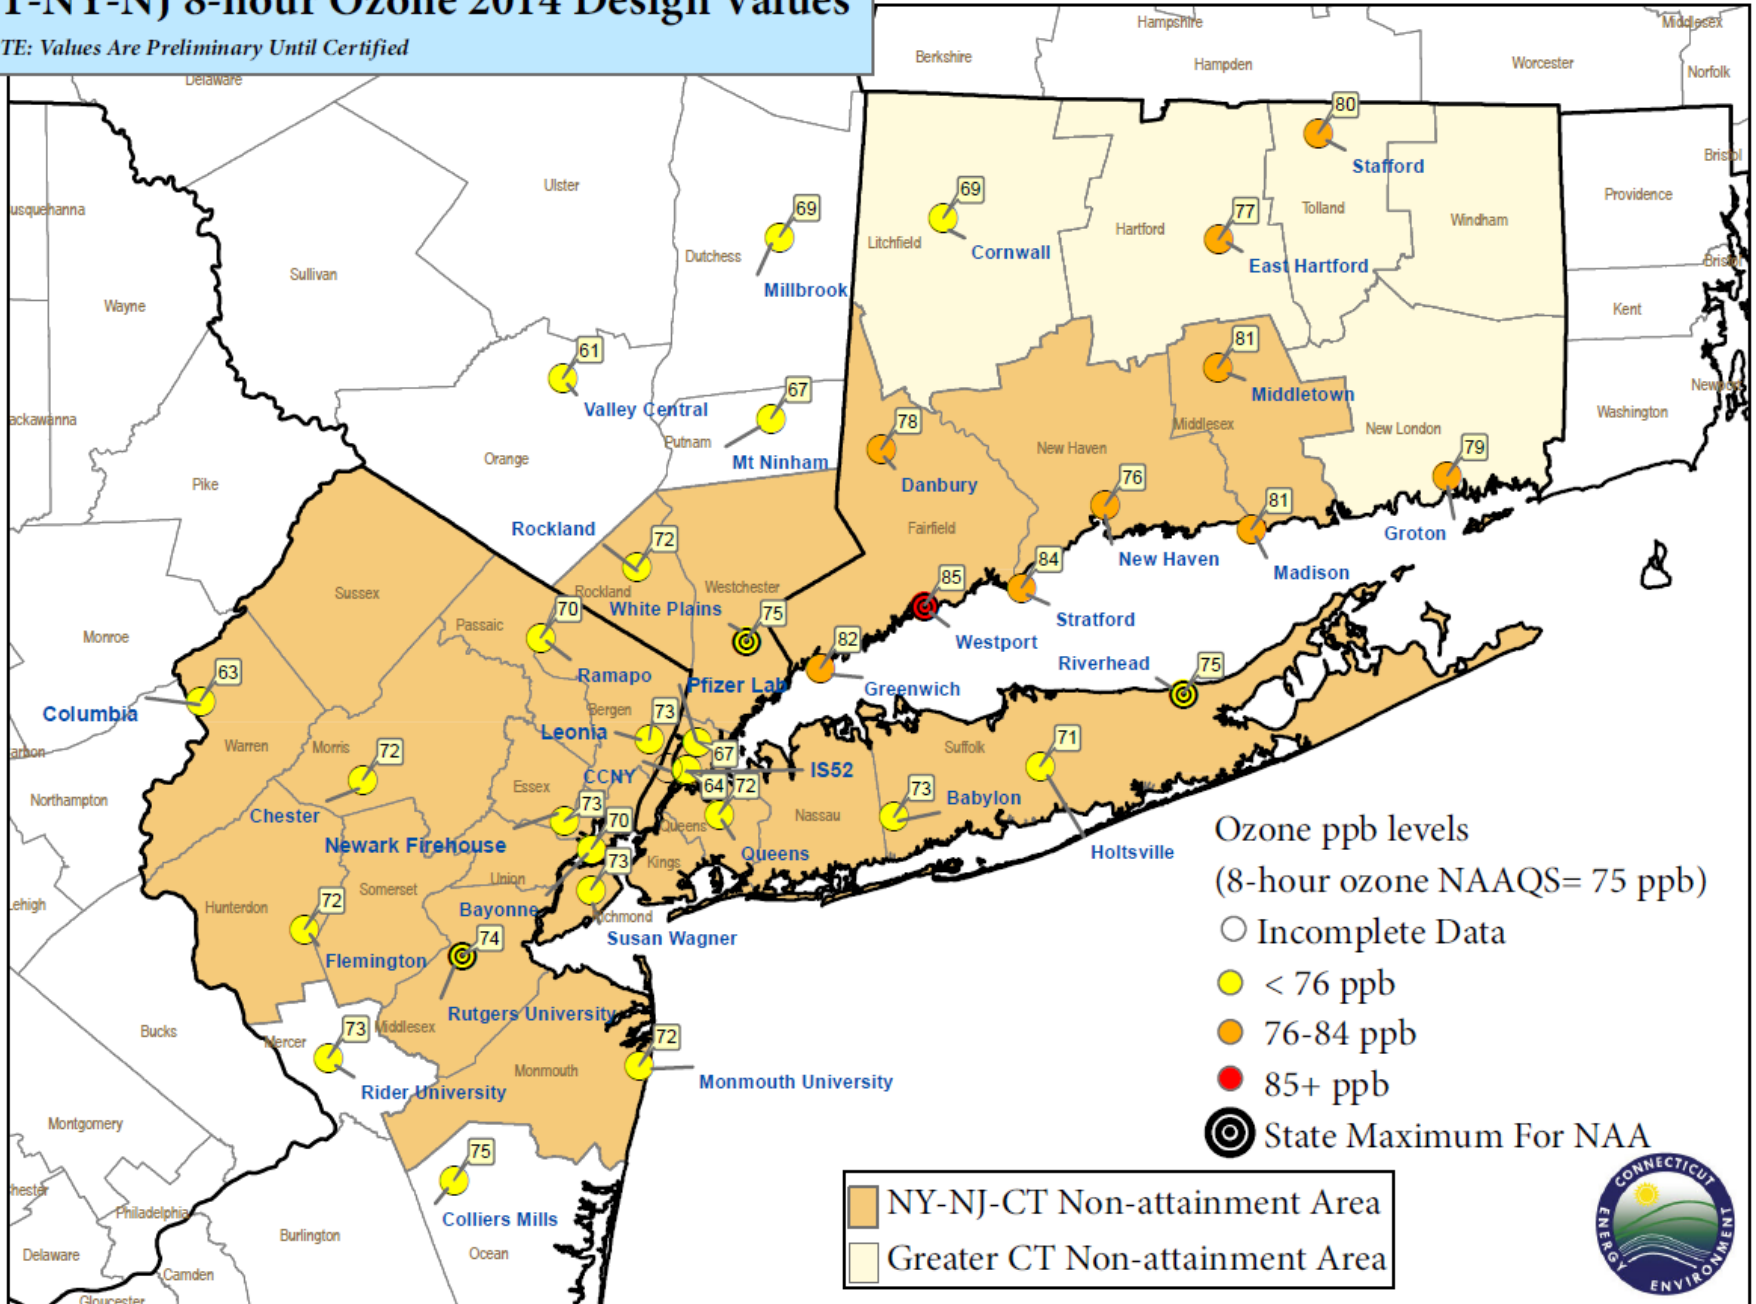 CT-NY-NJ 8-hour Ozone 2014 Design Values
NOTE: Values Are Preliminary Until Certified
Delaware
Berkshire
Hampshire
Hampden
Worcester
Middlesex
Norfolk
80
Stafford
Bristol
Ulster
69
Cornwall
69
Millbrook
Dutchess
Litchfield
Hartford
77
East Hartford
Tolland
Windham
Providence
usquehanna
Sullivan
Wayne
Bristol
Kent
61
Valley Central
67
Mt Ninham
Putnam
81
Middletown
Middlesex
Newport
Washington
ackawanna
Orange
Pike
78
Danbury
New Haven
New London
79
Groton
76
New Haven
81
Madison
Fairfield
Rockland
72
Rockland
Westchester
White Plains
75
85
Westport
84
Stratford
82
Greenwich
Riverhead
75
Sussex
Passaic
70
Ramapo
Monroe
63
Columbia
Pfizer Lab
Bergen
73
Leonia
67
CCNY
IS52
64
72
Queens
Queens
Warren
Morris
72
Chester
Essex
arbon
Northampton
73
Newark Firehouse
70
73
Kings
Nassau
Suffolk
71
Holtsville
73
Babylon
Union
Bayonne
Richmond
Susan Wagner
Lehigh
Hunterdon
Somerset
72
Flemington
74
Rutgers University
Middlesex
Bucks
Mercer
73
Rider University
72
Monmouth University
Monmouth
Montgomery
75
Colliers Mills
Ocean
hester
Philadelphia
Delaware
Burlington
Camden
Gloucester
Ozone ppb levels
(8-hour ozone NAAQS= 75 ppb)
Incomplete Data
< 76 ppb
76-84 ppb
85+ ppb
State Maximum For NAA
NY-NJ-CT Non-attainment Area
Greater CT Non-attainment Area
CONNECTICUT
ENERGY
ENVIRONMENT